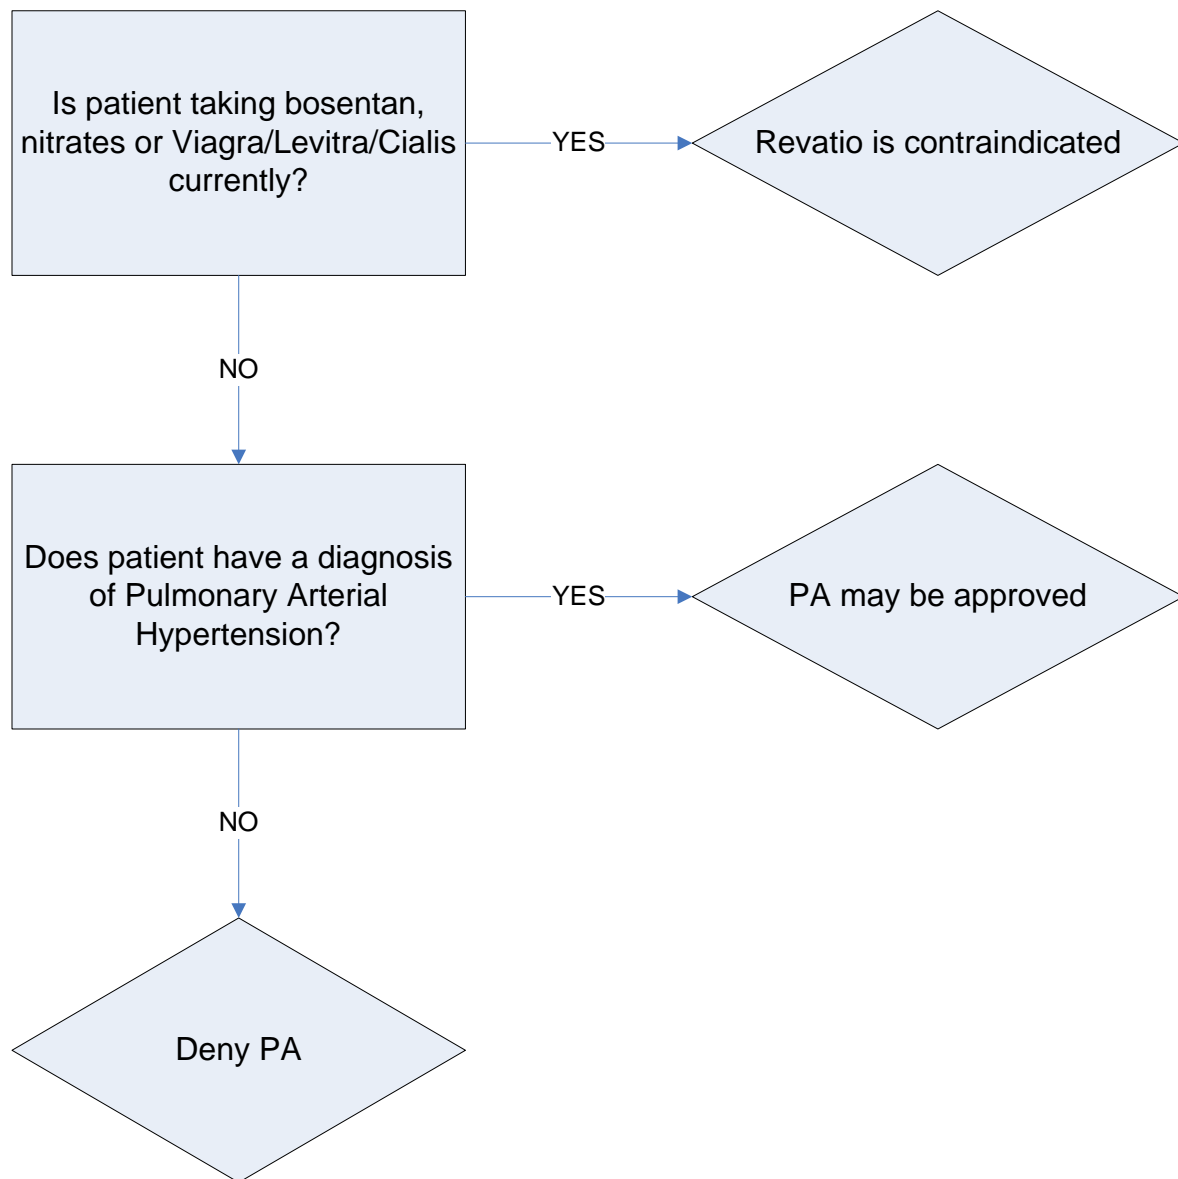 Is patient taking bosentan,
nitrates or Viagra/Levitra/Cialis
currently?
YES
Revatio is contraindicated
NO
Does patient have a diagnosis
of Pulmonary Arterial
Hypertension?
YES
PA may be approved
NO
Deny PA